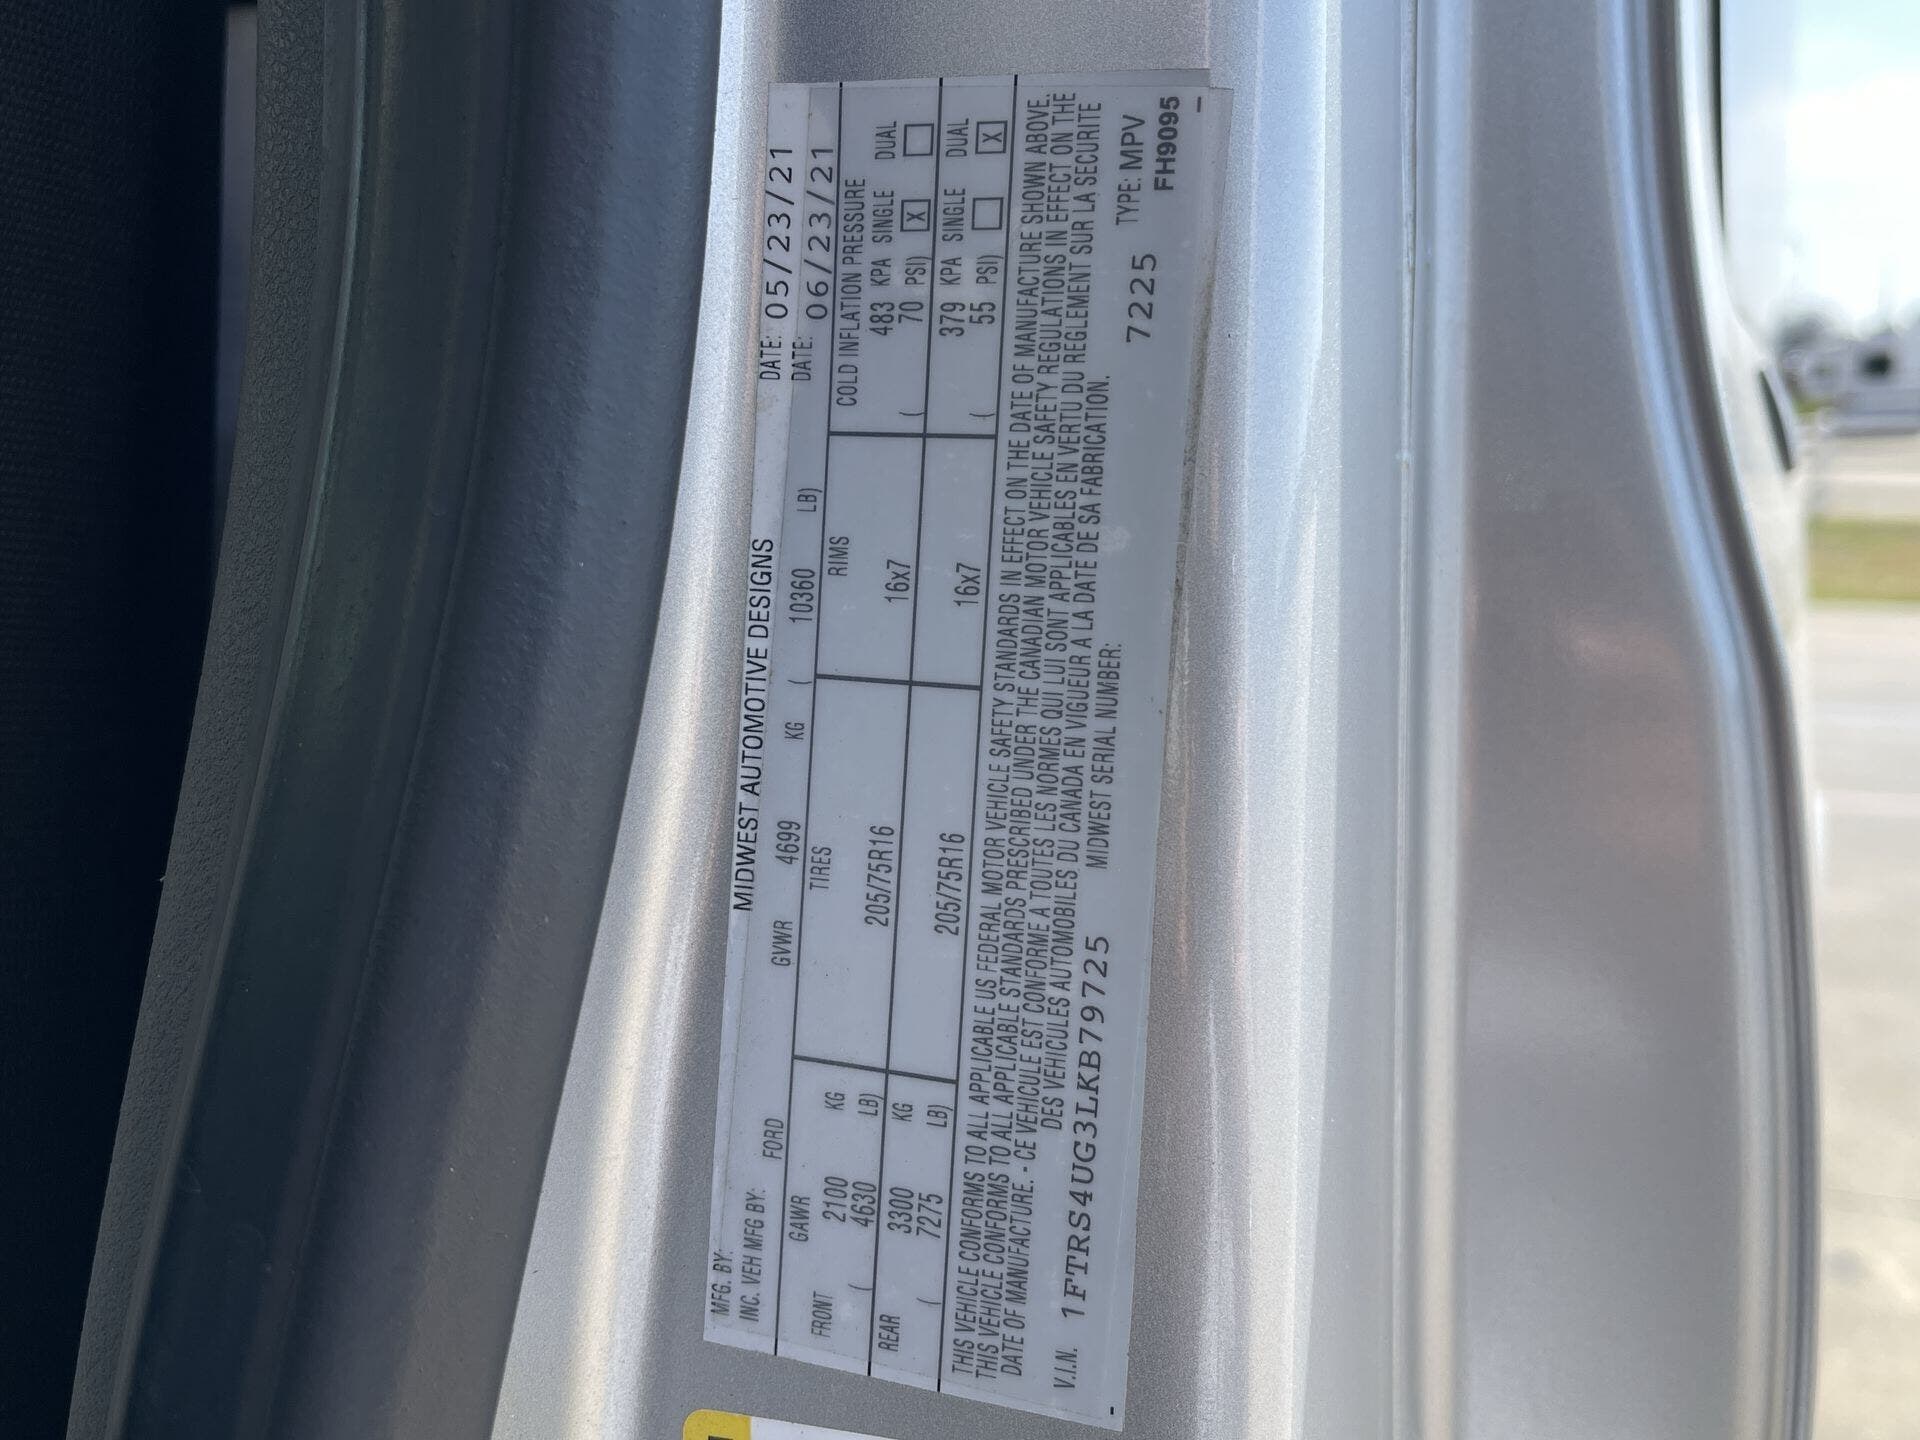 MFG. BY: MIDWEST AUTOMOTIVE DESIGNS DATE: 05/23/21
INC. VEH MFG BY: FORD GVWR 4699 KG ( 10360 LB) DATE: 06/23/21
GAWR TIRES RIMS COLD INFLATION PRESSURE
FRONT 2100 KG 205/75R16 16x7 483 KPA SINGLE DUAL
( 4630 LB) ( 70 PSI) X
REAR 3300 KG 205/75R16 16x7 379 KPA SINGLE DUAL
( 7275 LB) ( 55 PSI) X
THIS VEHICLE CONFORMS TO ALL APPLICABLE US FEDERAL MOTOR VEHICLE SAFETY STANDARDS IN EFFECT ON THE DATE OF MANUFACTURE SHOWN ABOVE.
THIS VEHICLE CONFORMS TO ALL APPLICABLE STANDARDS PRESCRIBED UNDER THE CANADIAN MOTOR VEHICLE SAFETY REGULATIONS IN EFFECT ON THE
DATE OF MANUFACTURE. - CE VEHICULE EST CONFORME A TOUTES LES NORMES QUI LUI SONT APPLICABLES EN VERTU DU REGLEMENT SUR LA SECURITE
DES VEHICULES AUTOMOBILES DU CANADA EN VIGUEUR A LA DATE DE SA FABRICATION.
V.I.N. 1FTRS4UG3LKB79725 MIDWEST SERIAL NUMBER: 7225 TYPE: MPV
FH9095